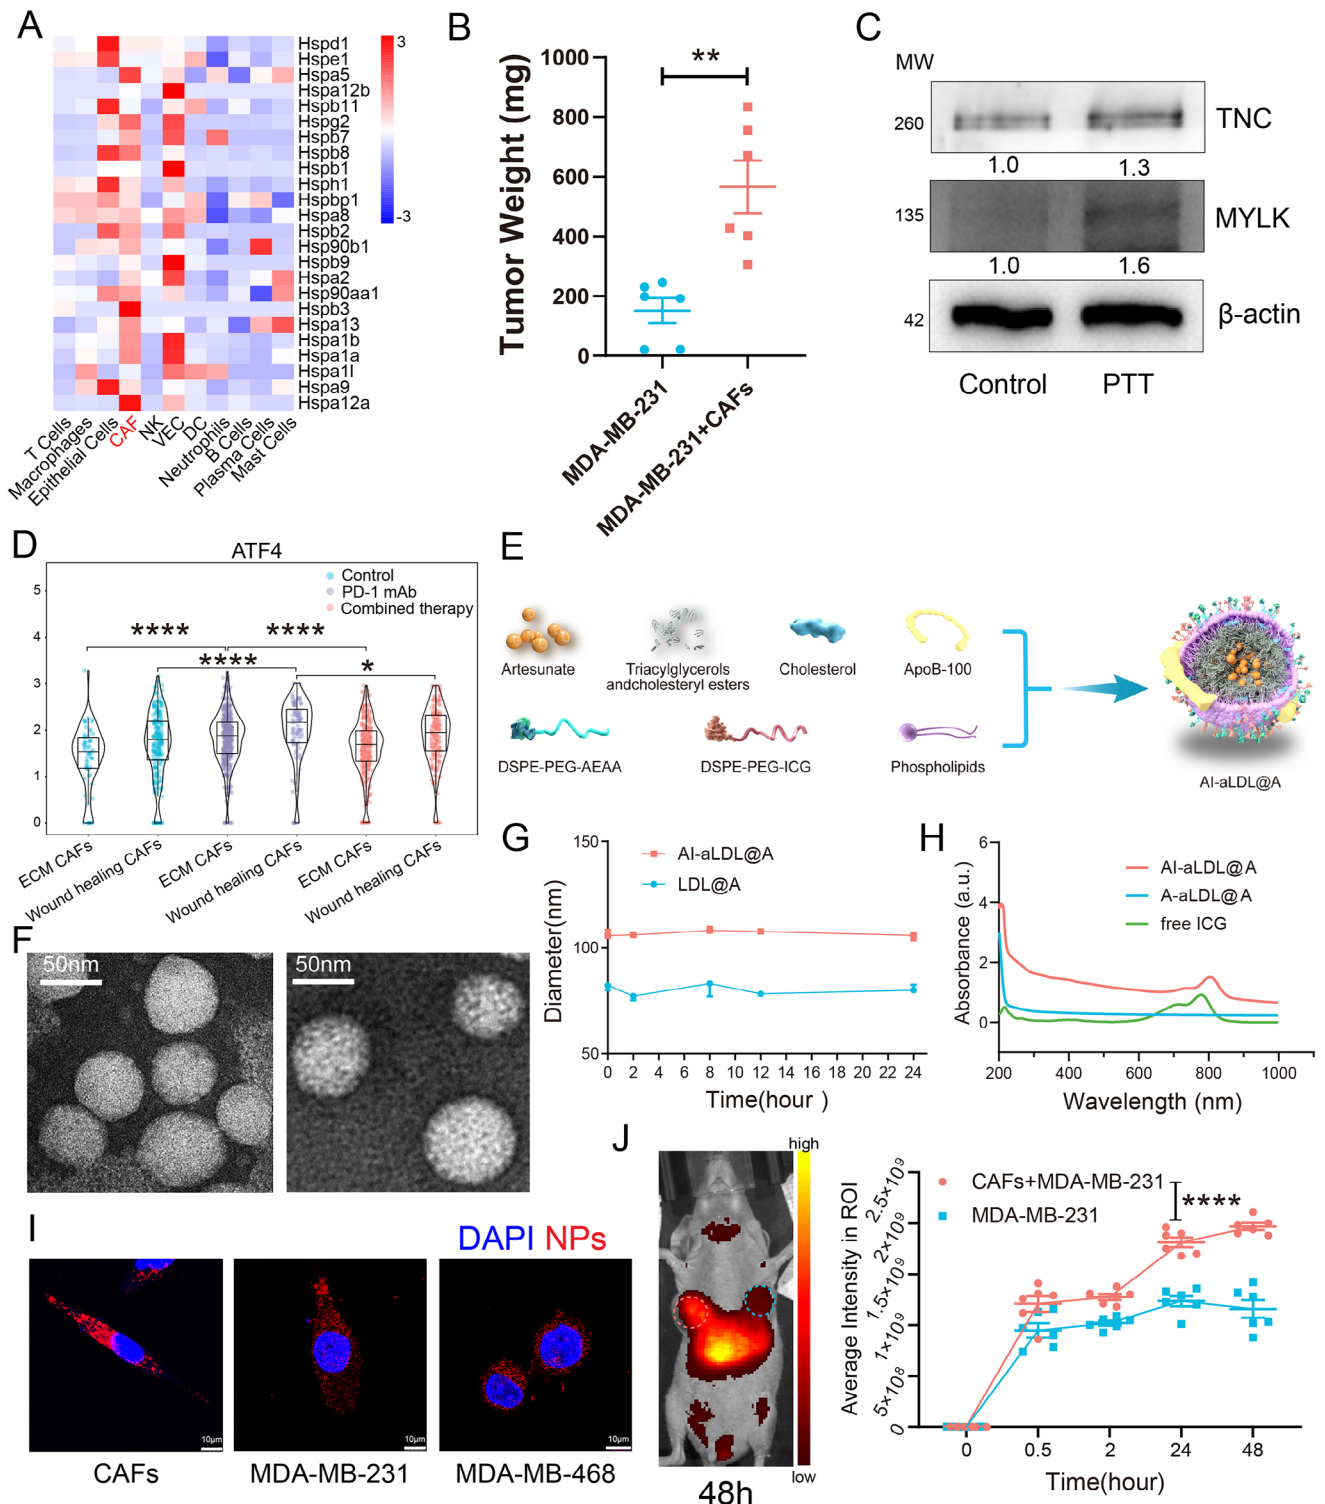 A
Hspd1
Hspe1
Hspa5
Hspa12b
Hspb11
Hspg2
Hspb7
Hspb8
Hspb1
Hsph1
Hspbp1
Hspa8
Hspb2
Hsp90b1
Hspb9
Hspa2
Hsp90aa1
Hspb3
Hspa13
Hspa1b
Hspa1a
Hspa1l
Hspa9
Hspa12a
3
-3
T Cells
Macrophages
Epithelial Cells
CAF
NK
VEC
DC
Neutrophils
B Cells
Plasma Cells
Mast Cells
B
Tumor Weight (mg)
1000
800
600
400
200
0
**
MDA-MB-231
MDA-MB-231+CAFs
C
MW
260
TNC
1.0 1.3
135
MYLK
1.0 1.6
42
β-actin
Control PTT
D
ATF4
Control
PD-1 mAb
Combined therapy
5
4
3
2
1
0
**** ****
**** *
ECM CAFs
Wound healing CAFs
ECM CAFs
Wound healing CAFs
ECM CAFs
Wound healing CAFs
E
Artesunate
Triacylglycerols
andcholesteryl esters
Cholesterol
ApoB-100
DSPE-PEG-AEAA
DSPE-PEG-ICG
Phospholipids
AI-aLDL@A
F
50nm
50nm
G
Diameter(nm)
150
100
50
AI-aLDL@A
LDL@A
0 2 4 6 8 10 12 14 16 18 20 22 24
Time(hour )
H
Absorbance (a.u.)
6
4
2
0
AI-aLDL@A
A-aLDL@A
free ICG
200 400 600 800 1000
Wavelength (nm)
I
DAPI NPs
10μm
10μm
10μm
CAFs
MDA-MB-231
MDA-MB-468
J
high
low
48h
Average Intensity in ROI
2.5×10⁹
2×10⁹
1.5×10⁹
1×10⁹
5×10⁸
0
CAFs+MDA-MB-231
MDA-MB-231
****
0 0.5 2 24 48
Time(hour)